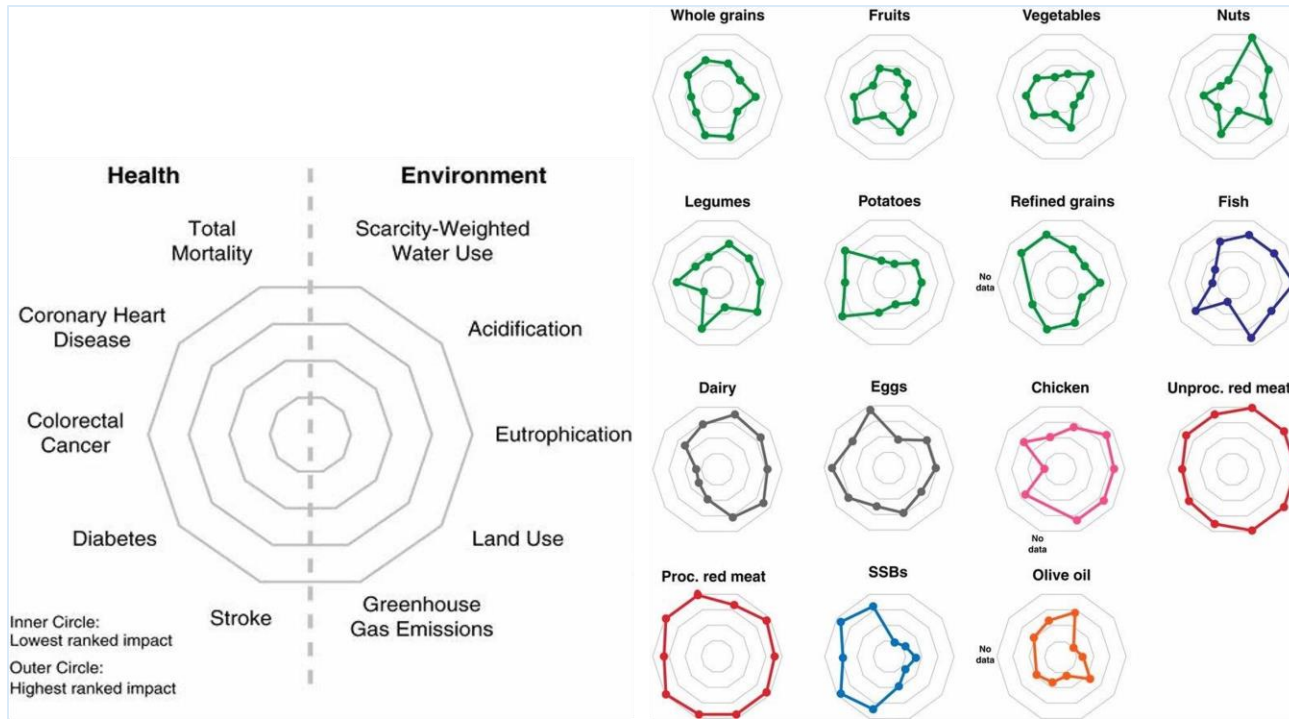 Health
Environment
Total
Mortality
Scarcity-Weighted
Water Use
Coronary Heart
Disease
Acidification
Colorectal
Cancer
Eutrophication
Diabetes
Land Use
Stroke
Greenhouse
Gas Emissions
Inner Circle:
Lowest ranked impact
Outer Circle:
Highest ranked impact
Whole grains
Fruits
Vegetables
Nuts
Legumes
Potatoes
Refined grains
Fish
No
data
Dairy
Eggs
Chicken
Unproc. red meat
No
data
Proc. red meat
SSBs
Olive oil
No
data